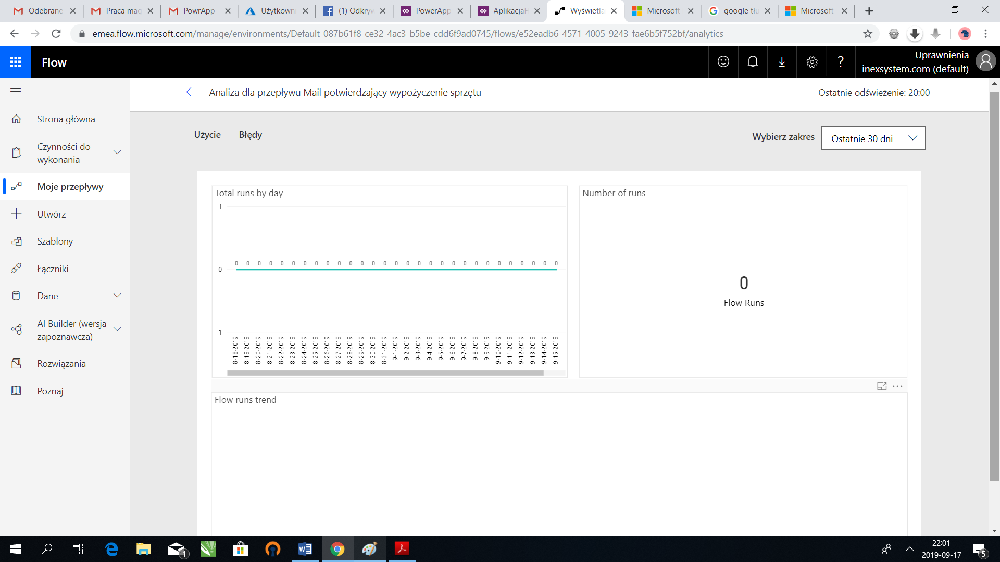 Odebrane
Praca mag
PowrApp -
Użytkowni
(1) Odkryw
PowerApp
AplikacjaH
Wyświetla
Microsoft
google tłu
Microsoft
emea.flow.microsoft.com/manage/environments/Default-087b61f8-ce32-4ac3-b5be-cdd6f9ad0745/flows/e52eadb6-4571-4005-9243-fae6b5f752bf/analytics
Flow
?
Uprawnienia
inexsystem.com (default)
Analiza dla przepływu Mail potwierdzający wypożyczenie sprzętu
Ostatnie odświeżenie: 20:00
Strona główna
Czynności do
wykonania
Moje przepływy
Utwórz
Szablony
Łączniki
Dane
AI Builder (wersja
zapoznawcza)
Rozwiązania
Poznaj
Użycie
Błędy
Wybierz zakres
Ostatnie 30 dni
Total runs by day
1
0 0 0 0 0 0 0 0 0 0 0 0 0 0 0 0 0 0 0 0 0 0 0 0 0 0 0 0 0
0
-1
8-18-2019
8-19-2019
8-20-2019
8-21-2019
8-22-2019
8-23-2019
8-24-2019
8-25-2019
8-26-2019
8-27-2019
8-28-2019
8-29-2019
8-30-2019
8-31-2019
9-1-2019
9-2-2019
9-3-2019
9-4-2019
9-5-2019
9-6-2019
9-7-2019
9-8-2019
9-9-2019
9-10-2019
9-11-2019
9-12-2019
9-13-2019
9-14-2019
9-15-2019
Number of runs
0
Flow Runs
Flow runs trend
1
22:01
2019-09-17
5